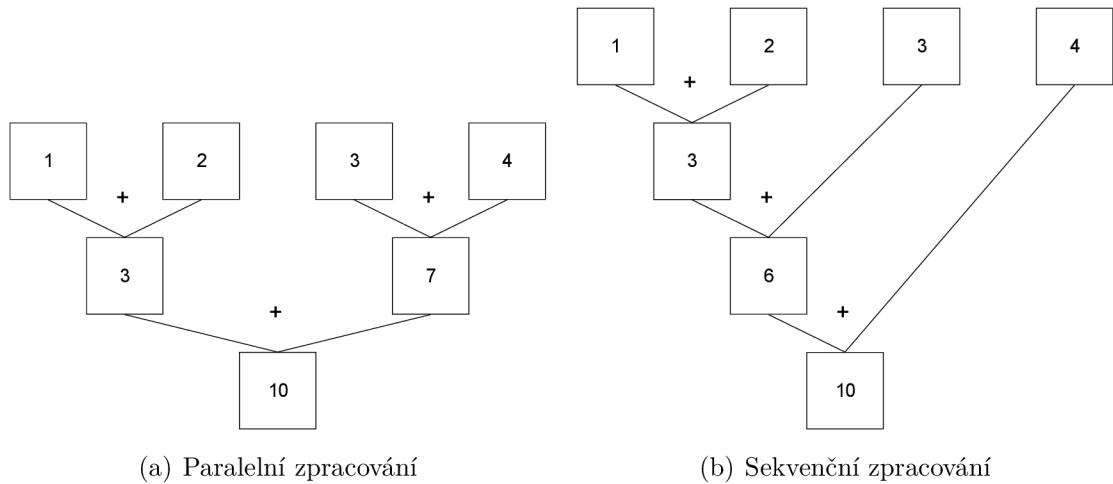 1 2 3 4
+ +
3 7
+
10
(a) Paralelní zpracování
1 2 3 4
+
3
+
6
+
10
(b) Sekvenční zpracování